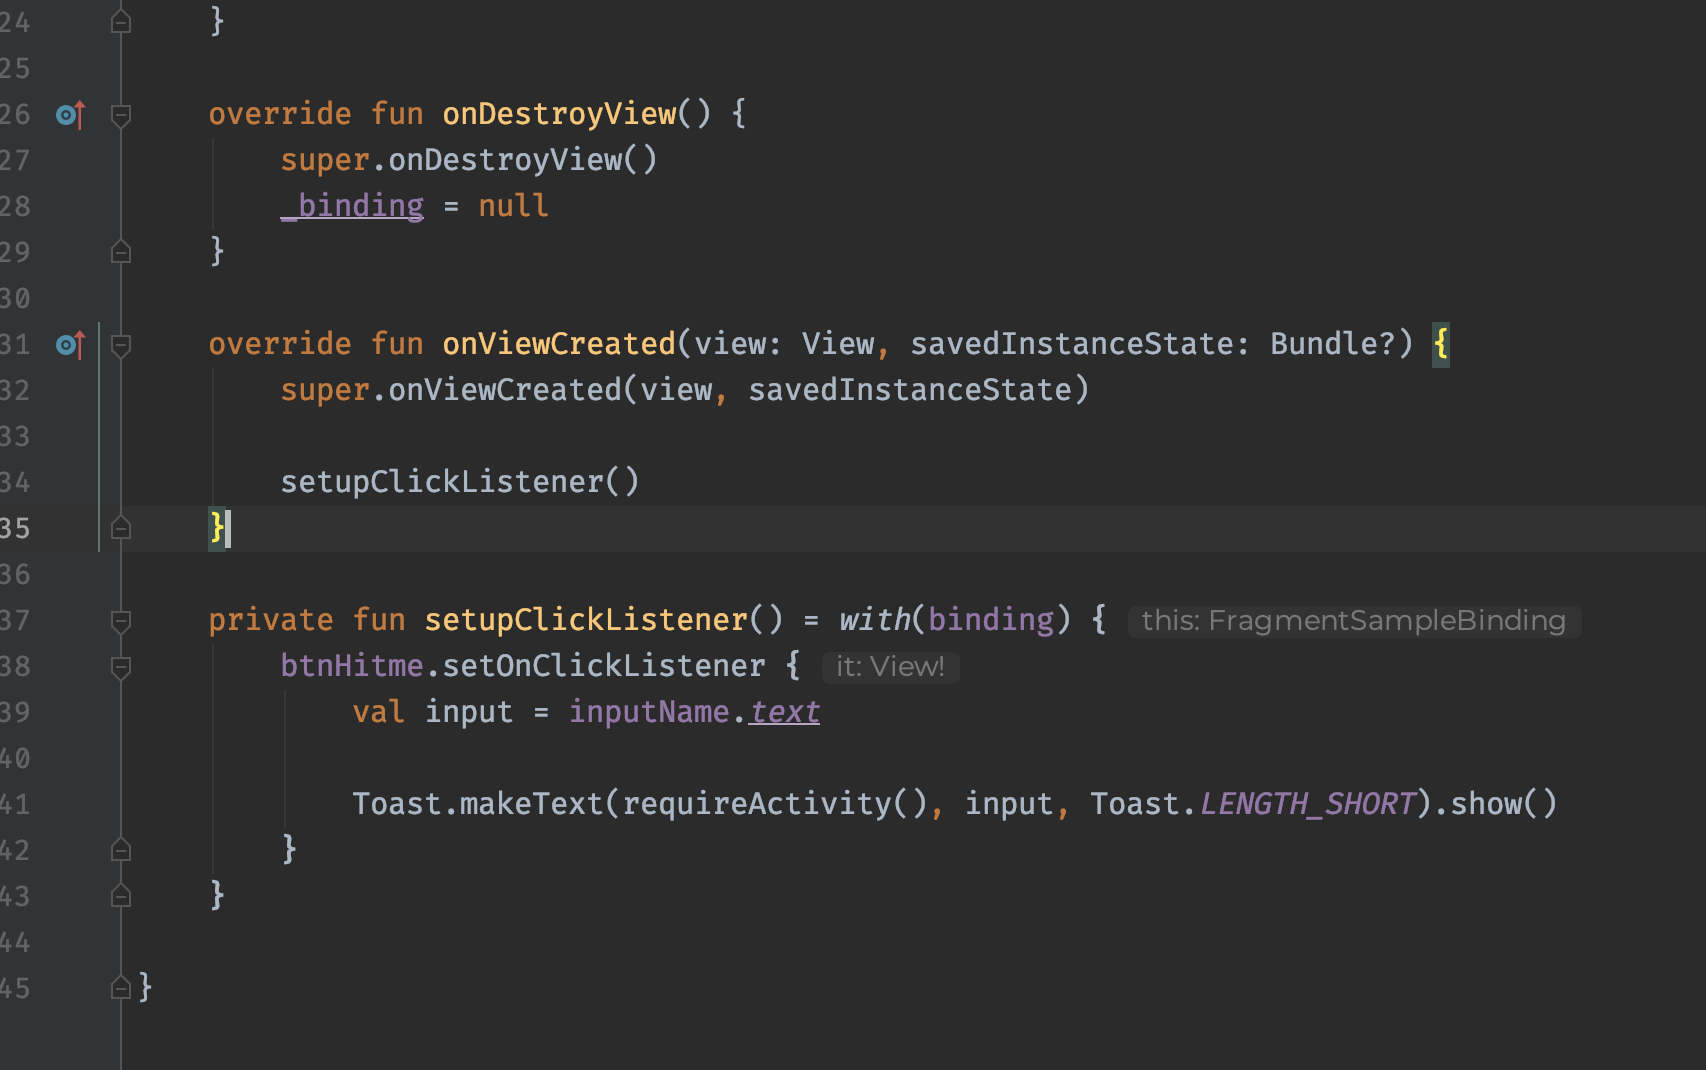 24 }
25
26 override fun onDestroyView() {
27 super.onDestroyView()
28 _binding = null
29 }
30
31 override fun onViewCreated(view: View, savedInstanceState: Bundle?) {
32 super.onViewCreated(view, savedInstanceState)
33
34 setupClickListener()
35 }
36
37 private fun setupClickListener() = with(binding) { this: FragmentSampleBinding
38 btnHitme.setOnClickListener { it: View!
39 val input = inputName.text
40
41 Toast.makeText(requireActivity(), input, Toast.LENGTH_SHORT).show()
42 }
43 }
44
45 }